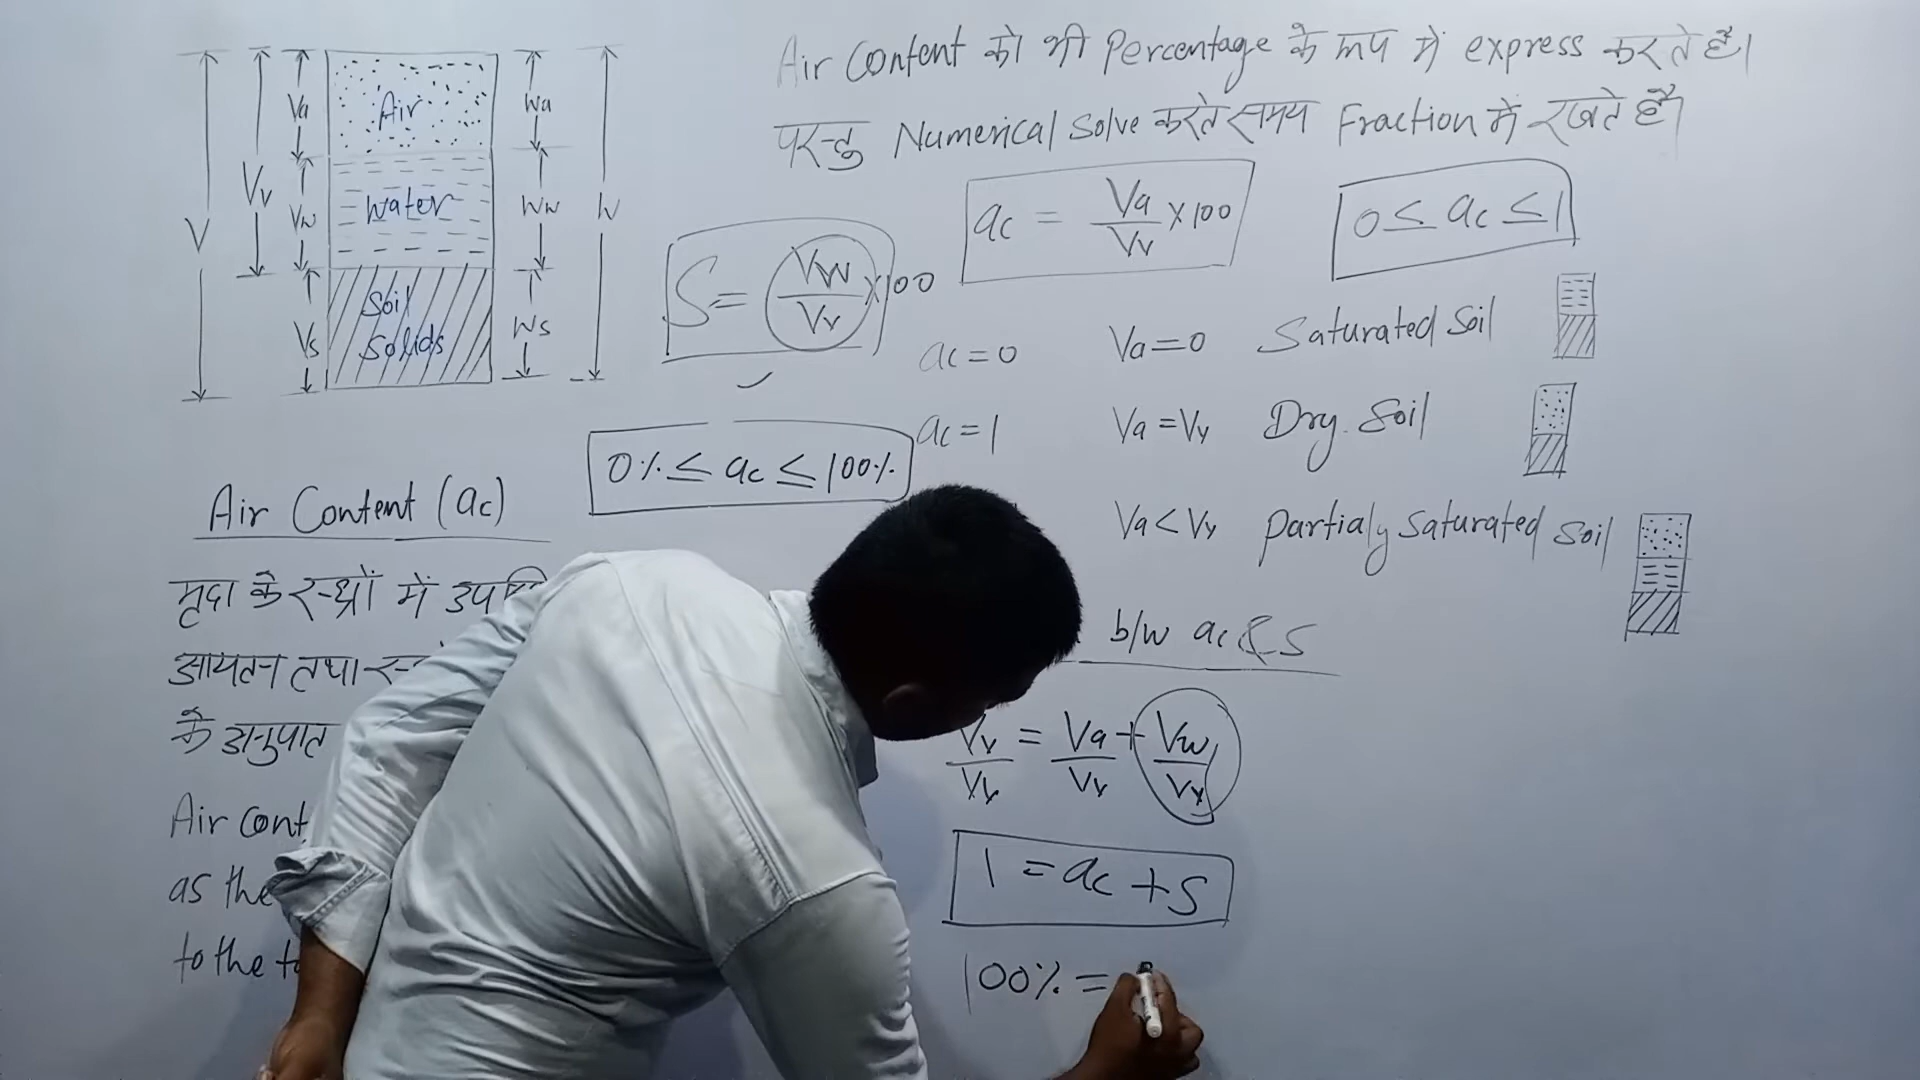 Va
Air
Wa
V
Vv
Vw
Water
Ww
W
Vs
Soil
Solids
Ws
Air Content को भी Percentage के रूप में express करते है।
परन्तु Numerical Solve करते समय Fraction में रखते है।
ac = Va/Vv × 100
0 ≤ ac ≤ 1
S = Vw/Vv × 100
ac = 0 Va = 0 Saturated Soil
ac = 1 Va = Vv Dry Soil
0% ≤ ac ≤ 100%
Va < Vv Partialy Saturated Soil
Air Content (ac)
मृदा के रन्ध्रों में
आयतन तथा
के अनुपात
Air
as the
to the
b/w ac & S
Vv/Vv = Va/Vv + Vw/Vv
1 = ac + S
100% =